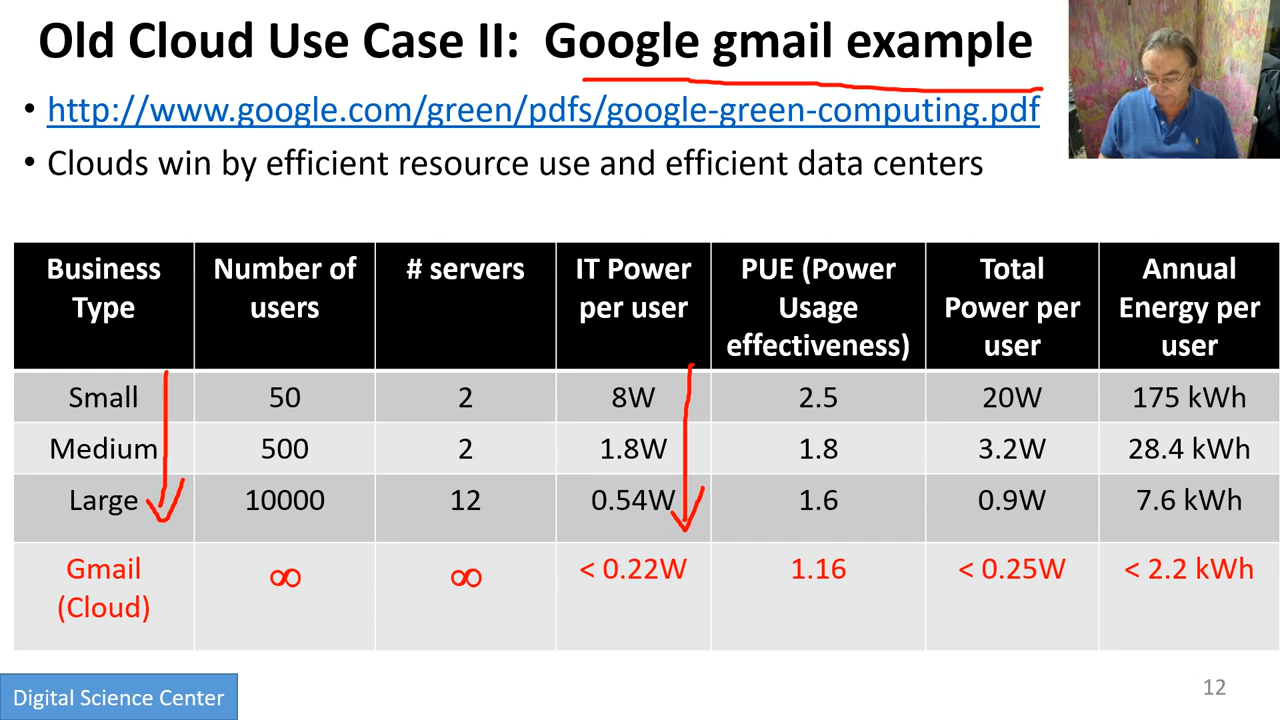 Old Cloud Use Case II: Google gmail example
• http://www.google.com/green/pdfs/google-green-computing.pdf
• Clouds win by efficient resource use and efficient data centers
Business Type | Number of users | # servers | IT Power per user | PUE (Power Usage effectiveness) | Total Power per user | Annual Energy per user
Small | 50 | 2 | 8W | 2.5 | 20W | 175 kWh
Medium | 500 | 2 | 1.8W | 1.8 | 3.2W | 28.4 kWh
Large | 10000 | 12 | 0.54W | 1.6 | 0.9W | 7.6 kWh
Gmail (Cloud) | ∞ | ∞ | < 0.22W | 1.16 | < 0.25W | < 2.2 kWh
Digital Science Center
12